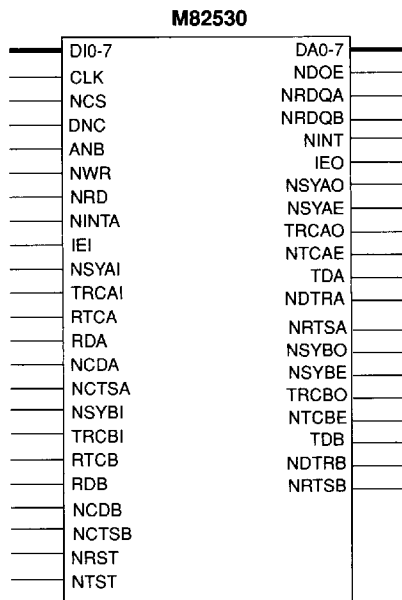 M82530
DI0-7
CLK
NCS
DNC
ANB
NWR
NRD
NINTA
IEI
NSYAI
TRCAI
RTCA
RDA
NCDA
NCTSA
NSYBI
TRCBI
RTCB
RDB
NCDB
NCTSB
NRST
NTST
DA0-7
NDOE
NRDQA
NRDQB
NINT
IEO
NSYAO
NSYAE
TRCAO
NTCAE
TDA
NDTRA
NRTSA
NSYBO
NSYBE
TRCBO
NTCBE
TDB
NDTRB
NRTSB